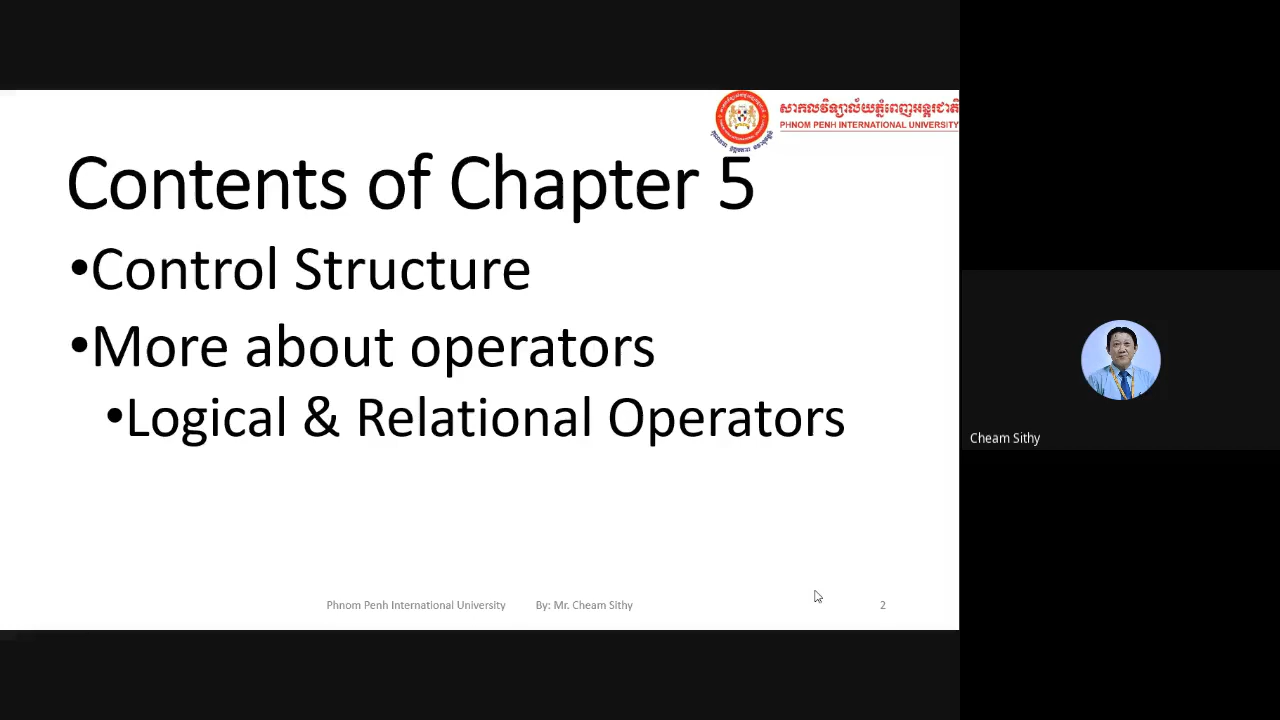 សាកលវិទ្យាល័យភ្នំពេញអន្តរជាតិ
PHNOM PENH INTERNATIONAL UNIVERSITY
Contents of Chapter 5
•Control Structure
•More about operators
•Logical & Relational Operators
Cheam Sithy
Phnom Penh International University By: Mr. Cheam Sithy 2